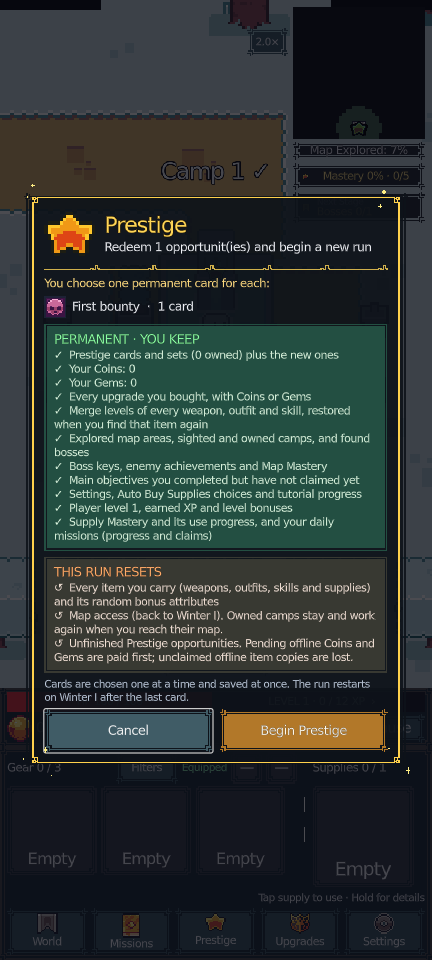 2.0×
Map Explored: 7%
Camp 1 ✓
Mastery 0% · 0/5
Prestige
Redeem 1 opportunit(ies) and begin a new run
You choose one permanent card for each:
First bounty · 1 card
PERMANENT · YOU KEEP
✓ Prestige cards and sets (0 owned) plus the new ones
✓ Your Coins: 0
✓ Your Gems: 0
✓ Every upgrade you bought, with Coins or Gems
✓ Merge levels of every weapon, outfit and skill, restored
when you find that item again
✓ Explored map areas, sighted and owned camps, and found
bosses
✓ Boss keys, enemy achievements and Map Mastery
✓ Main objectives you completed but have not claimed yet
✓ Settings, Auto Buy Supplies choices and tutorial progress
✓ Player level 1, earned XP and level bonuses
✓ Supply Mastery and its use progress, and your daily
missions (progress and claims)
THIS RUN RESETS
↺ Every item you carry (weapons, outfits, skills and supplies)
and its random bonus attributes
↺ Map access (back to Winter I). Owned camps stay and work
again when you reach their map.
↺ Unfinished Prestige opportunities. Pending offline Coins and
Gems are paid first; unclaimed offline item copies are lost.
Cards are chosen one at a time and saved at once. The run restarts
on Winter I after the last card.
Cancel
Begin Prestige
Gear 0 / 3
Filters
Equipped
Supplies 0 / 1
Empty
Empty
Empty
Empty
Tap supply to use · Hold for details
World
Missions
Prestige
Upgrades
Settings